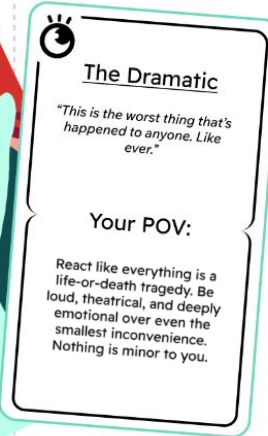 The Dramatic
“This is the worst thing that’s
happened to anyone. Like
ever.”
Your POV:
React like everything is a
life-or-death tragedy. Be
loud, theatrical, and deeply
emotional over even the
smallest inconvenience.
Nothing is minor to you.